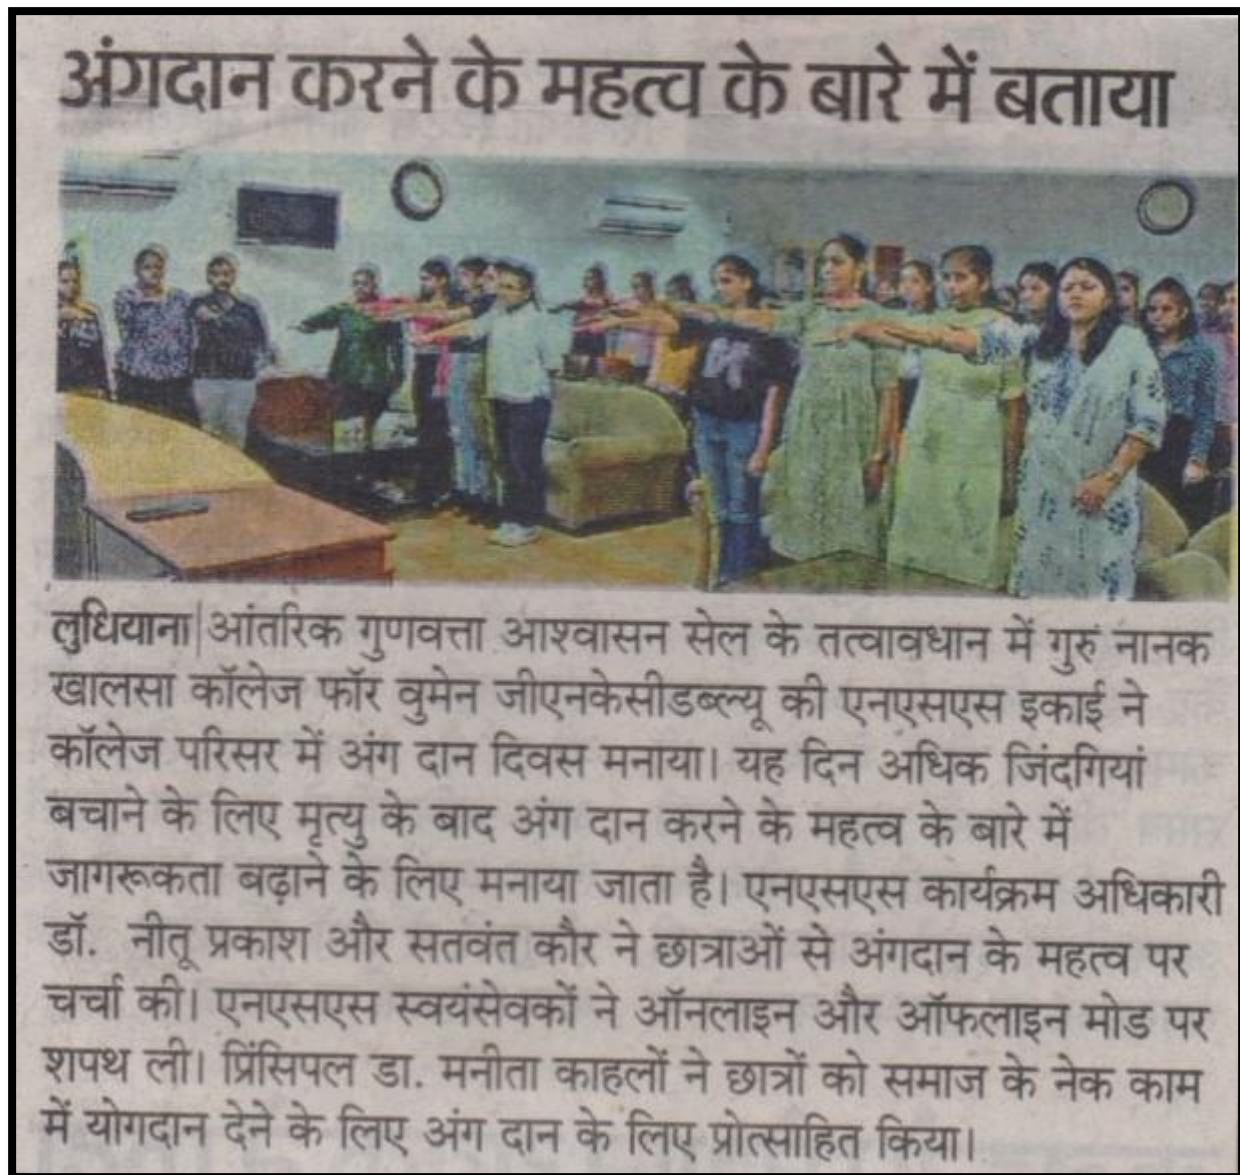 अंगदान करने के महत्व के बारे में बताया
लुधियाना|आंतरिक गुणवत्ता आश्वासन सेल के तत्वावधान में गुरु नानक
खालसा कॉलेज फॉर वुमेन जीएनकेसीडब्ल्यू की एनएसएस इकाई ने
कॉलेज परिसर में अंग दान दिवस मनाया। यह दिन अधिक जिंदगियां
बचाने के लिए मृत्यु के बाद अंग दान करने के महत्व के बारे में
जागरूकता बढ़ाने के लिए मनाया जाता है। एनएसएस कार्यक्रम अधिकारी
डॉ. नीतू प्रकाश और सतवंत कौर ने छात्राओं से अंगदान के महत्व पर
चर्चा की। एनएसएस स्वयंसेवकों ने ऑनलाइन और ऑफलाइन मोड पर
शपथ ली। प्रिंसिपल डा. मनीता काहलों ने छात्रों को समाज के नेक काम
में योगदान देने के लिए अंग दान के लिए प्रोत्साहित किया।